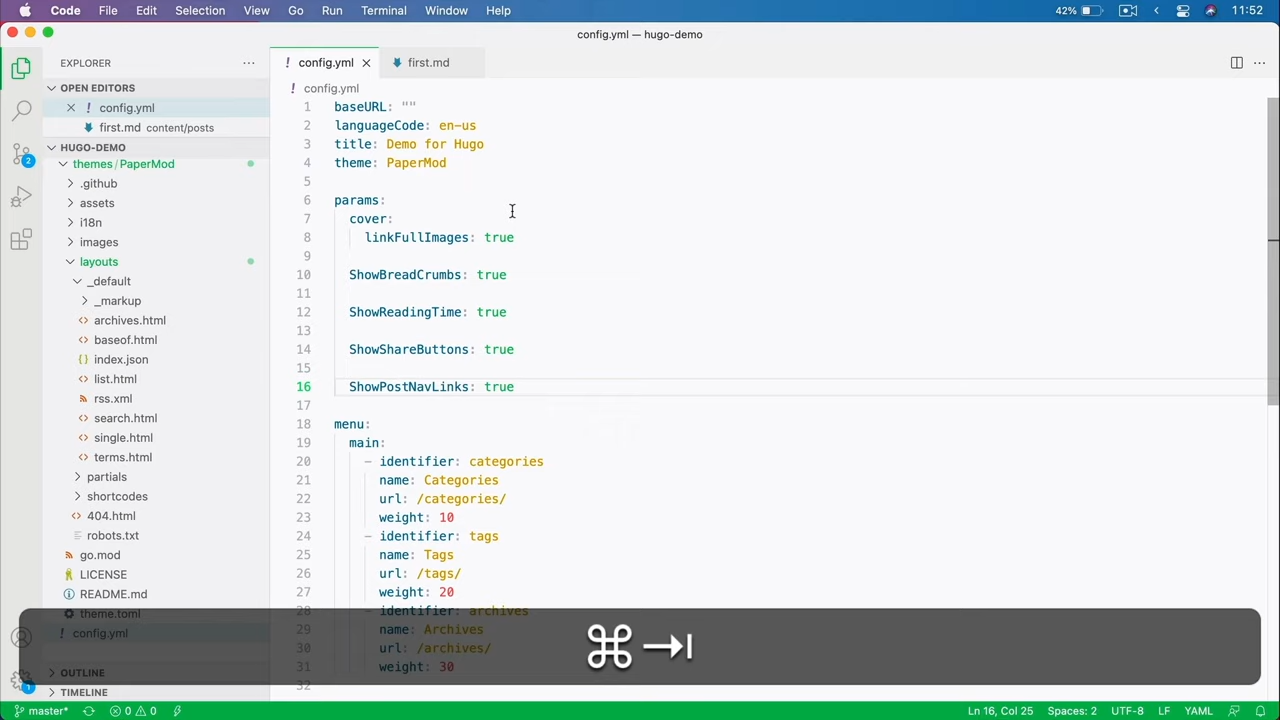 Code File Edit Selection View Go Run Terminal Window Help 42% 11:52
config.yml — hugo-demo
EXPLORER
OPEN EDITORS
config.yml
first.md content/posts
HUGO-DEMO
themes/PaperMod
.github
assets
i18n
images
layouts
_default
_markup
archives.html
baseof.html
index.json
list.html
rss.xml
search.html
single.html
terms.html
partials
shortcodes
404.html
robots.txt
go.mod
LICENSE
README.md
theme.toml
config.yml
OUTLINE
TIMELINE
2
1
config.yml first.md
config.yml
1 baseURL: ""
2 languageCode: en-us
3 title: Demo for Hugo
4 theme: PaperMod
5
6 params:
7 cover:
8 linkFullImages: true
9
10 ShowBreadCrumbs: true
11
12 ShowReadingTime: true
13
14 ShowShareButtons: true
15
16 ShowPostNavLinks: true
17
18 menu:
19 main:
20 - identifier: categories
21 name: Categories
22 url: /categories/
23 weight: 10
24 - identifier: tags
25 name: Tags
26 url: /tags/
27 weight: 20
28 - identifier: archives
29 name: Archives
30 url: /archives/
31 weight: 30
32
⌘⇥
master* 0 0 Ln 16, Col 25 Spaces: 2 UTF-8 LF YAML